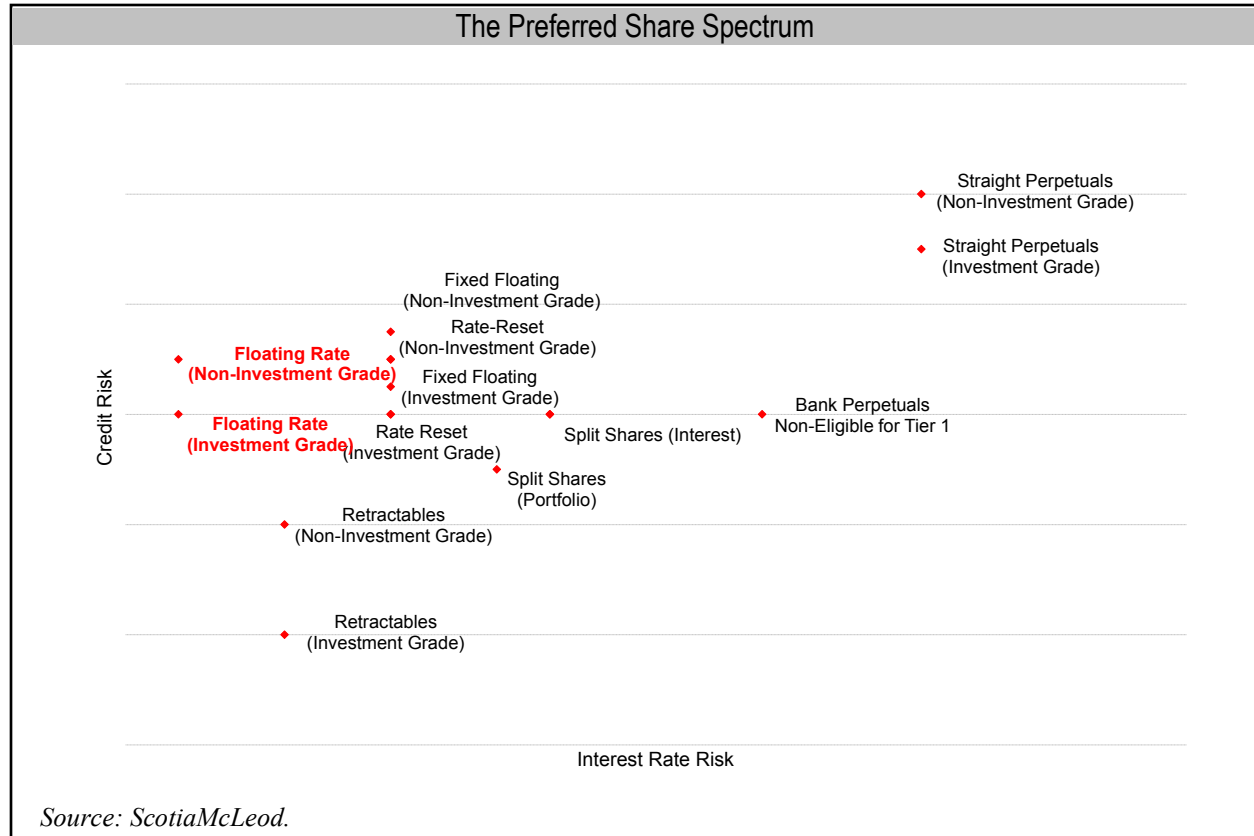 The Preferred Share Spectrum
Straight Perpetuals
(Non-Investment Grade)
Straight Perpetuals
(Investment Grade)
Fixed Floating
(Non-Investment Grade)
Rate-Reset
(Non-Investment Grade)
Floating Rate
(Non-Investment Grade)
Fixed Floating
(Investment Grade)
Floating Rate
(Investment Grade)
Rate Reset
(Investment Grade)
Split Shares (Interest)
Bank Perpetuals
Non-Eligible for Tier 1
Split Shares
(Portfolio)
Retractables
(Non-Investment Grade)
Retractables
(Investment Grade)
Credit Risk
Interest Rate Risk
Source: ScotiaMcLeod.